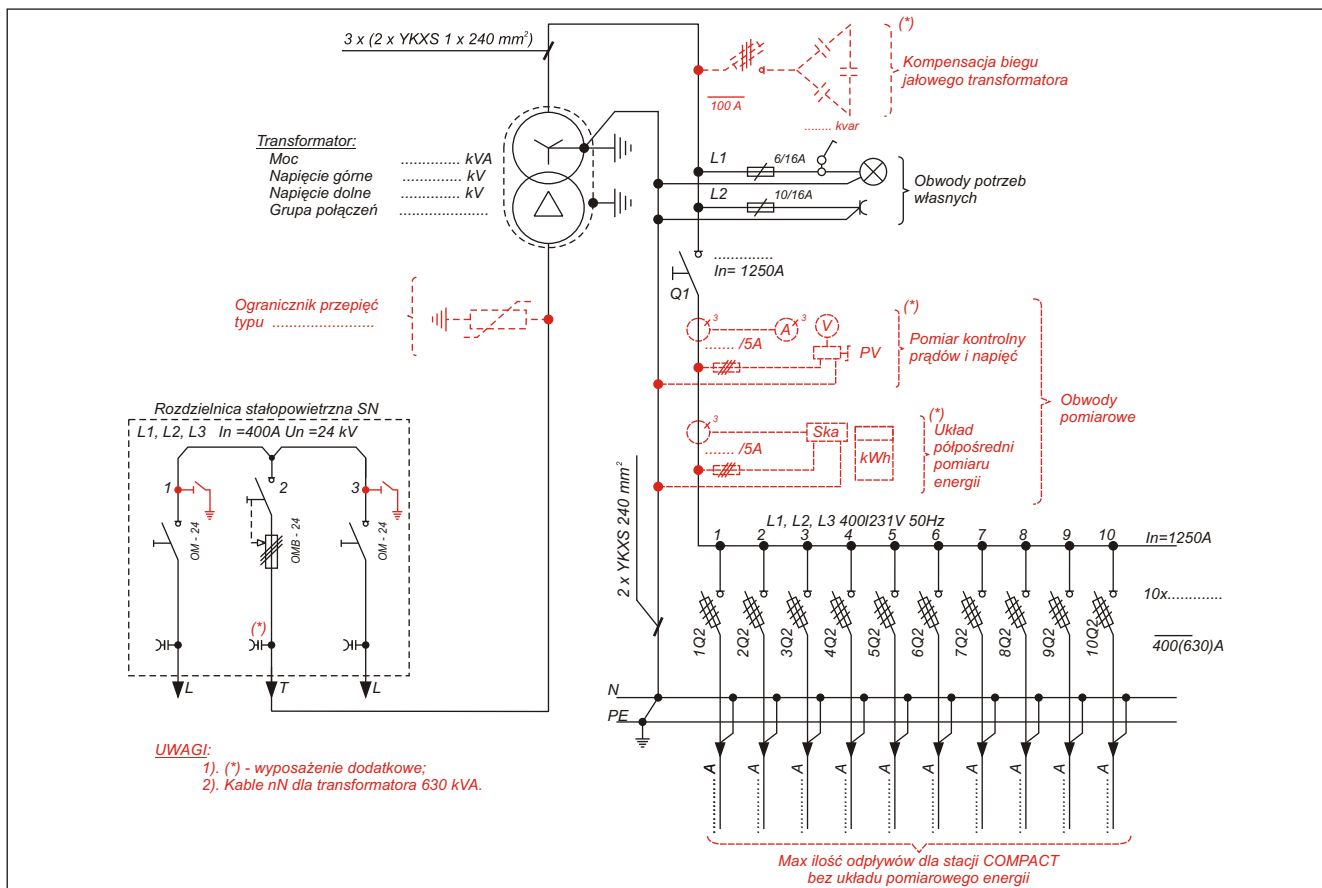 3 x (2 x YKXS 1 x 240 mm²)
(*)
Kompensacja biegu
jałowego transformatora
100 A
........ kvar
Transformator:
Moc .............. kVA
Napięcie górne .............. kV
Napięcie dolne .............. kV
Grupa połączeń .....................
L1
6/16A
L2
10/16A
Obwody potrzeb
własnych
.............
In= 1250A
Q1
Ogranicznik przepięć
typu .........................
3
A
3
V
(*)
....... /5A
PV
Pomiar kontrolny
prądów i napięć
Obwody
pomiarowe
Rozdzielnica stałopowietrzna SN
L1, L2, L3 In =400A Un =24 kV
1
2
3
OM - 24
OMB - 24
OM - 24
(*)
L
T
L
3
....... /5A
Ska
kWh
(*)
Układ
półpośredni
pomiaru
energii
2 x YKXS 240 mm²
L1, L2, L3 400I231V 50Hz
1 2 3 4 5 6 7 8 9 10
In=1250A
10x.............
400(630)A
1Q2 2Q2 3Q2 4Q2 5Q2 6Q2 7Q2 8Q2 9Q2 10Q2
N
PE
UWAGI:
1). (*) - wyposażenie dodatkowe;
2). Kable nN dla transformatora 630 kVA.
.......... A .......... A .......... A .......... A .......... A .......... A .......... A .......... A .......... A .......... A
Max ilość odpływów dla stacji COMPACT
bez układu pomiarowego energii